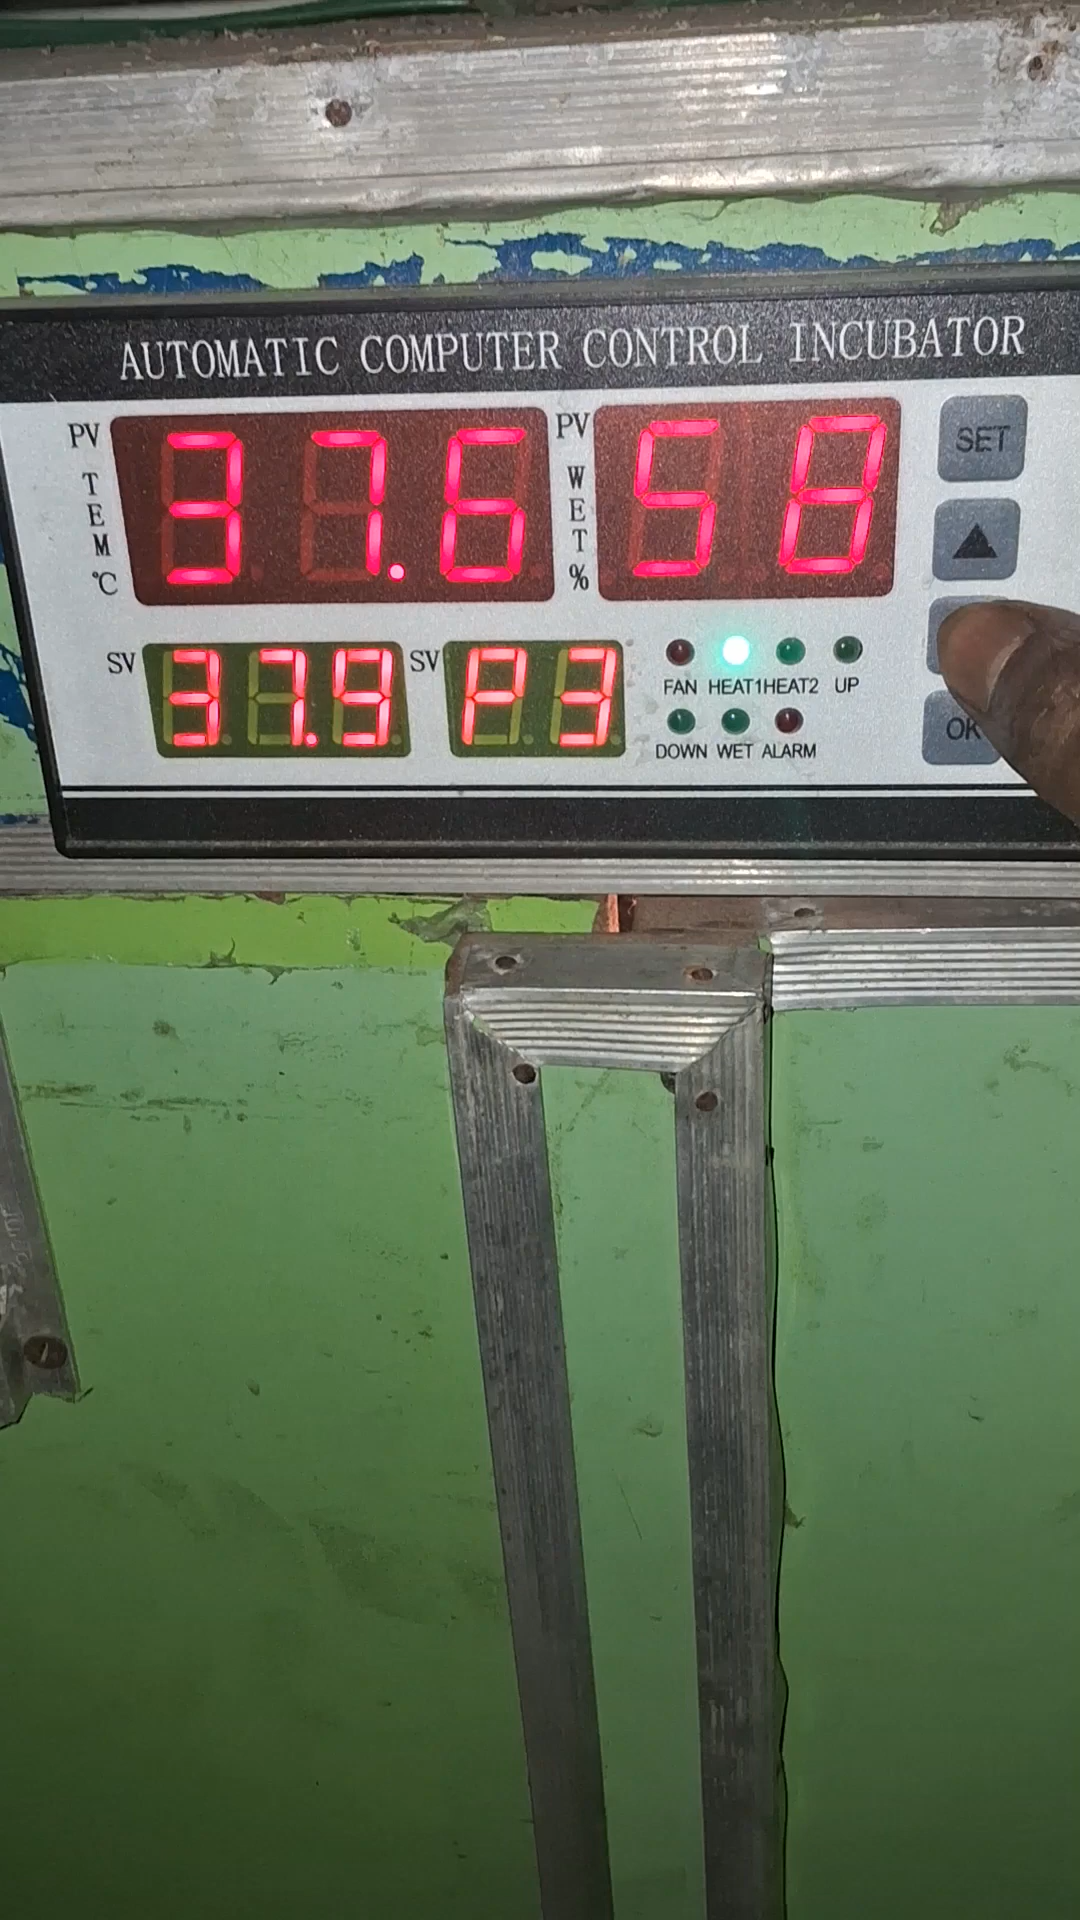 AUTOMATIC COMPUTER CONTROL INCUBATOR
PV TEM °C 37.6 PV WET % 58
SET
▲
SV 37.9 SV P3
FAN HEAT1 HEAT2 UP
DOWN WET ALARM
OK